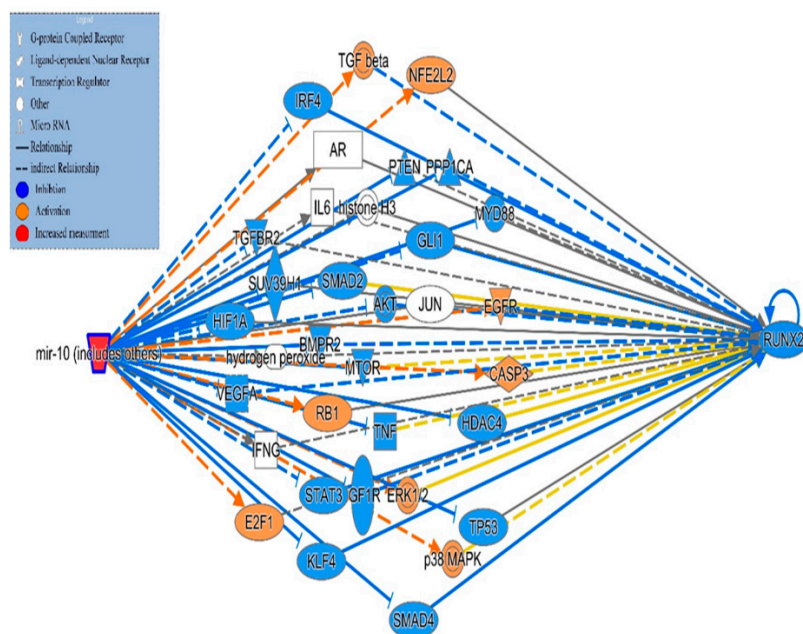 Legend
G-protein Coupled Receptor
Ligand-dependent Nuclear Receptor
Transcription Regulator
Other
Micro RNA
Relationship
indirect Relationship
Inhibtion
Activation
Increased measurment
TGF beta
NFE2L2
IRF4
AR
PTEN
PPP1CA
IL6
histone H3
MYD88
TGFBR2
GLI1
SUV39H1
SMAD2
AKT
JUN
EGFR
HIF1A
RUNX2
BMPR2
mir-10 (includes others)
hydrogen peroxide
MTOR
CASP3
VEGFA
RB1
HDAC4
TNF
IFNG
STAT3
GF1R
ERK1/2
E2F1
TP53
KLF4
p38 MAPK
SMAD4